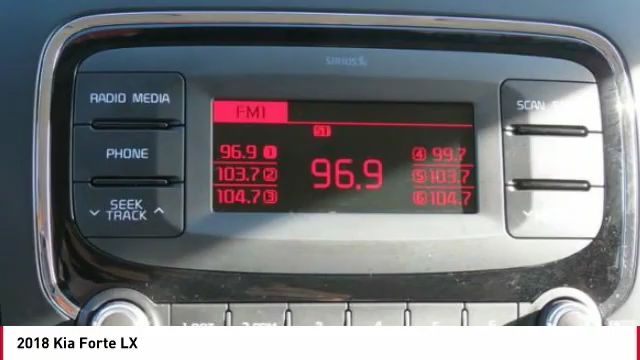 SIRIUS
RADIO MEDIA
SCAN
FM1
96.9 1
4 99.7
PHONE
96.9
103.7 2
5 103.7
104.7 3
6 104.7
SEEK
TRACK
2018 Kia Forte LX